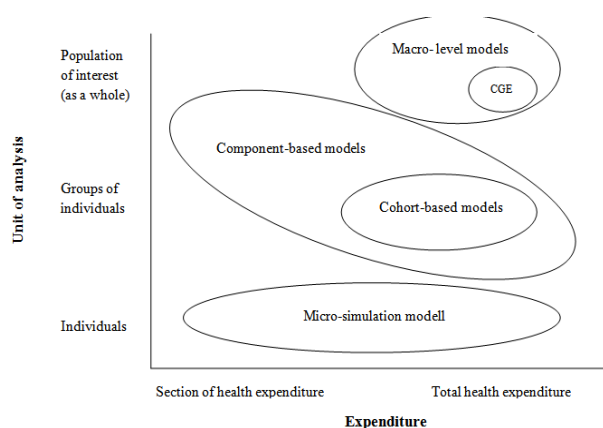 Population
of interest
(as a whole)
Macro- level models
CGE
Component-based models
Unit of analysis
Groups of
individuals
Cohort-based models
Individuals
Micro-simulation modell
Section of health expenditure
Total health expenditure
Expenditure